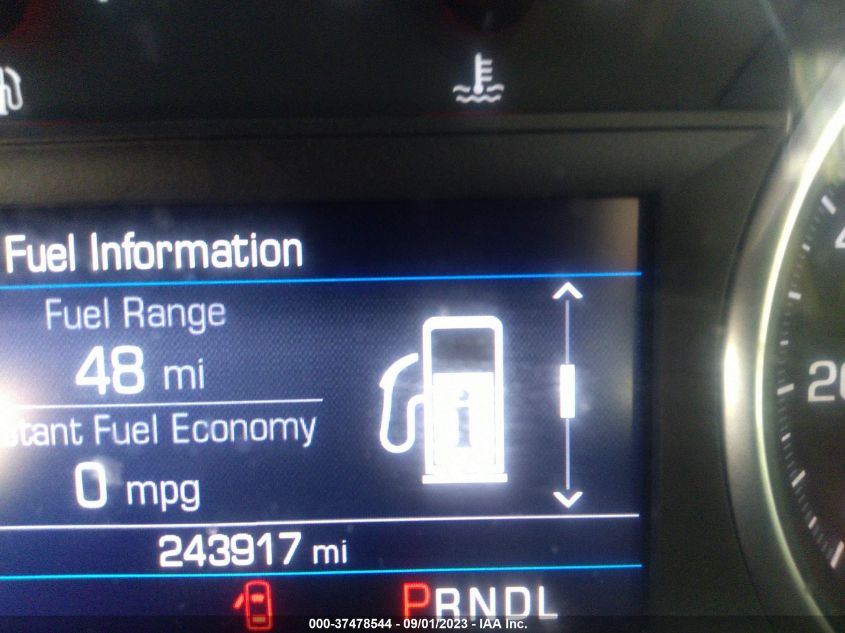 Fuel Information
Fuel Range
48 mi
Fuel Economy
0 mpg
i
243917 mi
PRNDL
20
000-37478544 - 09/01/2023 - IAA Inc.